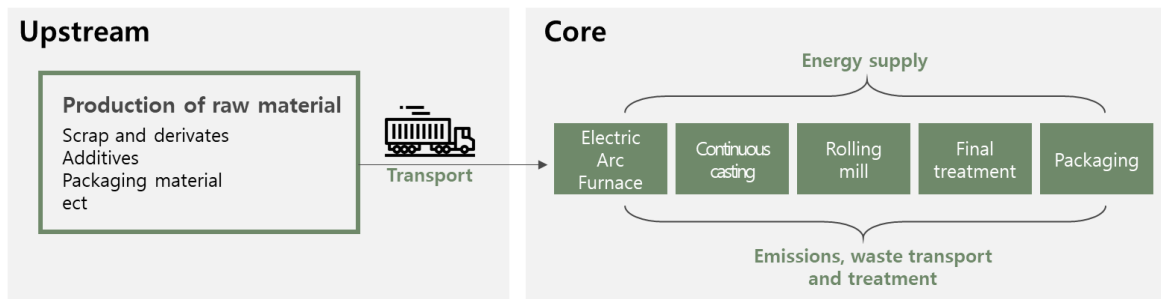 Upstream
Production of raw material
Scrap and derivates
Additives
Packaging material
ect
Transport
Core
Energy supply
Electric
Arc
Furnace
Continuous
casting
Rolling
mill
Final
treatment
Packaging
Emissions, waste transport
and treatment